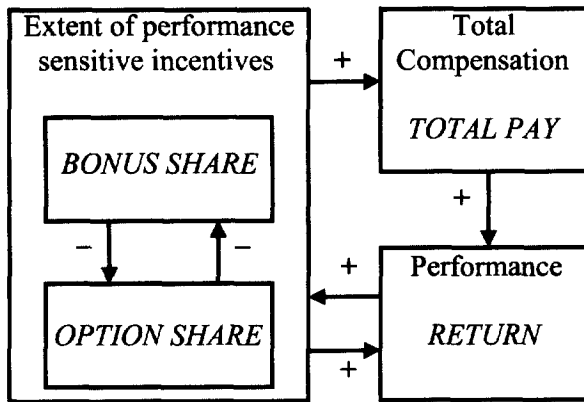 Extent of performance
sensitive incentives
BONUS SHARE
–
–
OPTION SHARE
+
Total
Compensation
TOTAL PAY
+
+
Performance
RETURN
+